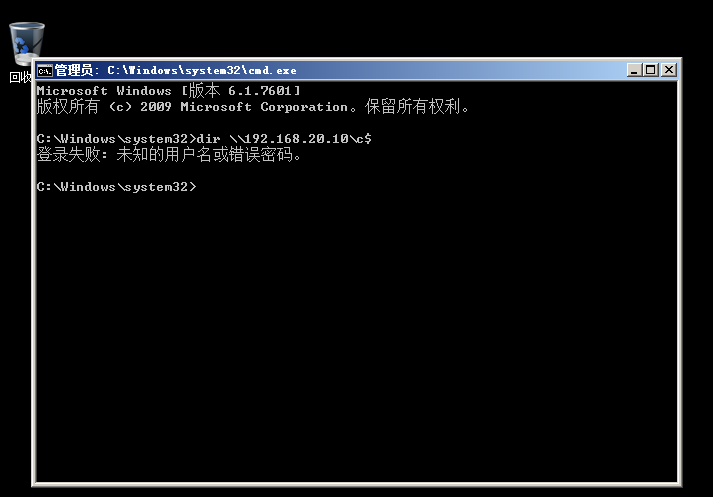 回收
管理员: C:\Windows\system32\cmd.exe
Microsoft Windows [版本 6.1.7601]
版权所有 (c) 2009 Microsoft Corporation。保留所有权利。
C:\Windows\system32>dir \\192.168.20.10\c$
登录失败: 未知的用户名或错误密码。
C:\Windows\system32>